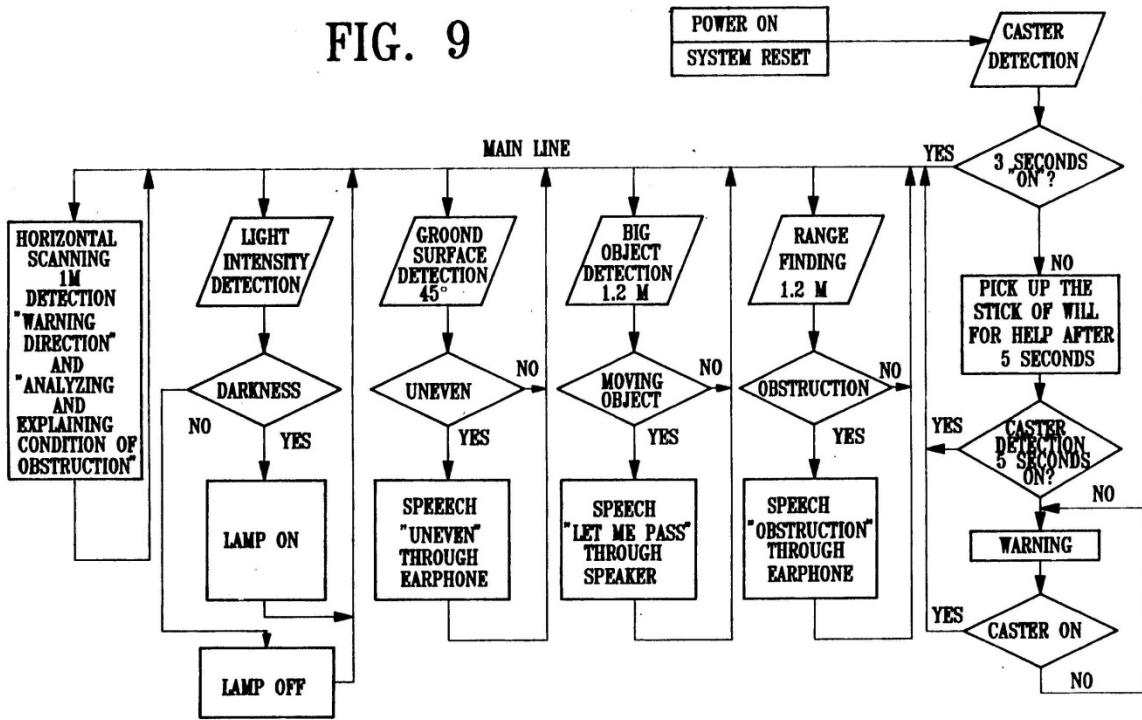 FIG. 9
POWER ON
SYSTEM RESET
CASTER
DETECTION
3 SECONDS
"ON"?
YES
NO
MAIN LINE
HORIZONTAL
SCANNING
1M
DETECTION
"WARNING
DIRECTION"
AND
"ANALYZING
AND
EXPLAINING
CONDITION OF
OBSTRUCTION"
LIGHT
INTENSITY
DETECTION
DARKNESS
NO
YES
LAMP ON
LAMP OFF
GROUND
SURFACE
DETECTION
45°
UNEVEN
NO
YES
SPEEECH
"UNEVEN"
THROUGH
EARPHONE
BIG
OBJECT
DETECTION
1.2 M
MOVING
OBJECT
NO
YES
SPEECH
"LET ME PASS"
THROUGH
SPEAKER
RANGE
FINDING
1.2 M
OBSTRUCTION
NO
YES
SPEECH
"OBSTRUCTION"
THROUGH
EARPHONE
PICK UP THE
STICK OF WILL
FOR HELP AFTER
5 SECONDS
CASTER
DETECTION
5 SECONDS
ON?
YES
NO
WARNING
CASTER ON
YES
NO